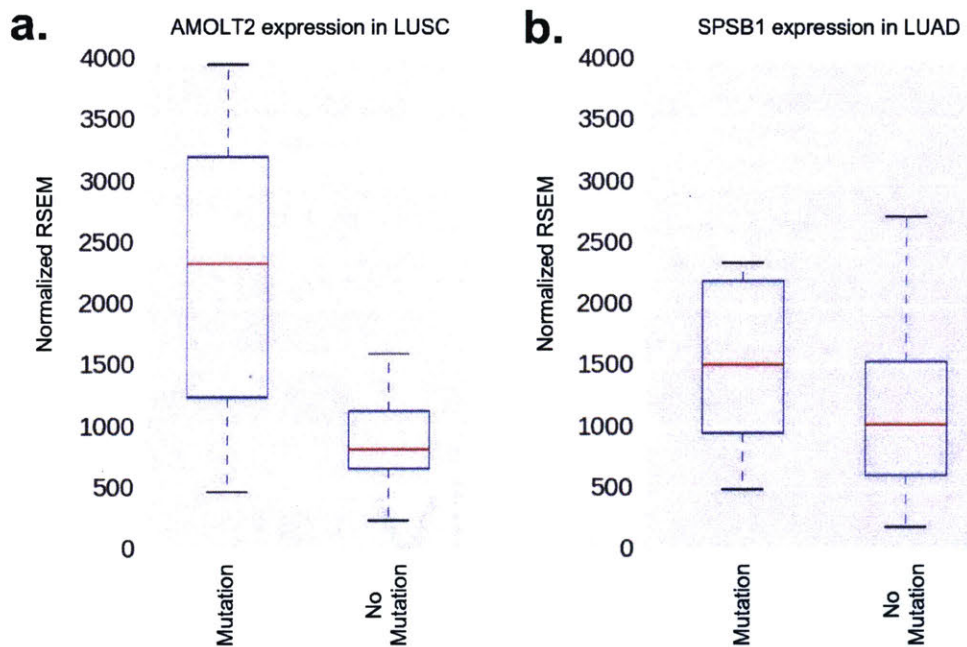 a.
AMOLT2 expression in LUSC
4000
3500
3000
2500
2000
1500
1000
500
0
Normalized RSEM
Mutation
No
Mutation
b.
SPSB1 expression in LUAD
4000
3500
3000
2500
2000
1500
1000
500
0
Normalized RSEM
Mutation
No
Mutation